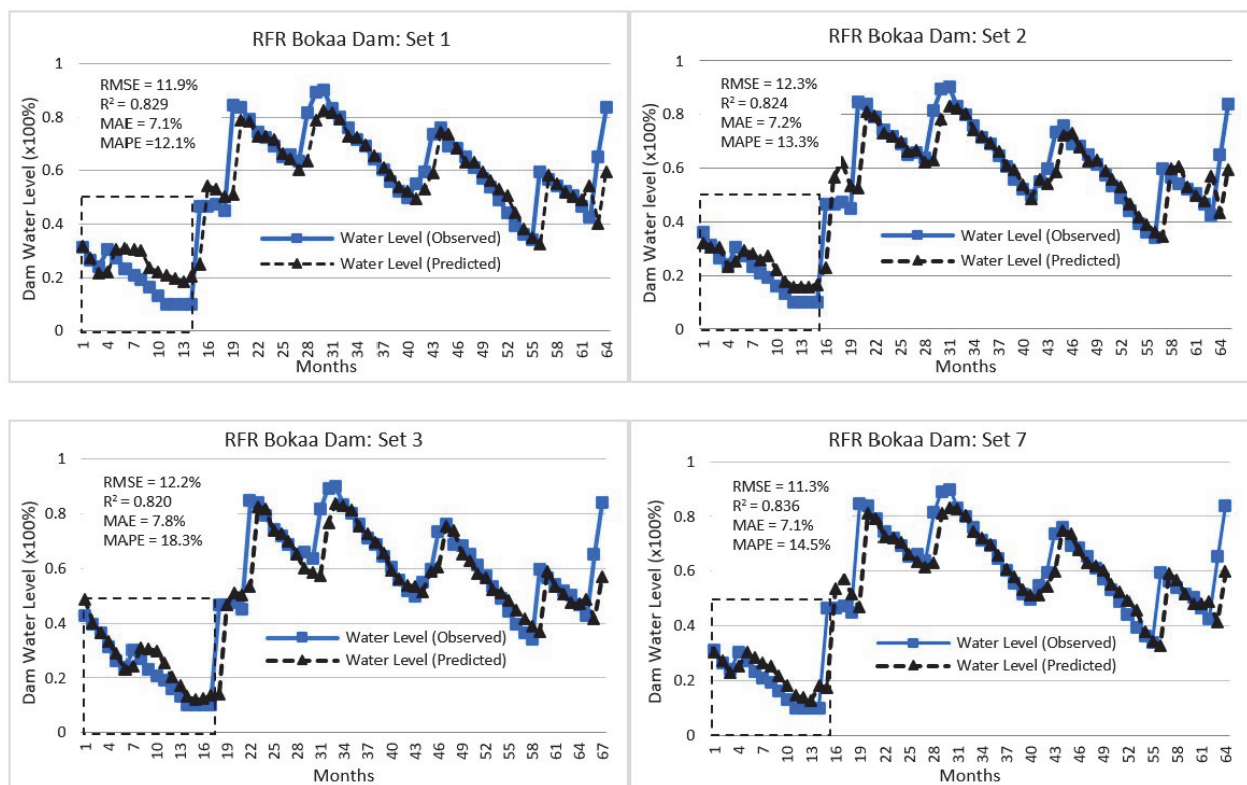 RFR Bokaa Dam: Set 1
RMSE = 11.9%
R² = 0.829
MAE = 7.1%
MAPE =12.1%
Dam Water Level (x100%)
1
0.8
0.6
0.4
0.2
0
Water Level (Observed)
Water Level (Predicted)
1 4 7 10 13 16 19 22 25 28 31 34 37 40 43 46 49 52 55 58 61 64
Months
RFR Bokaa Dam: Set 2
RMSE = 12.3%
R² = 0.824
MAE = 7.2%
MAPE = 13.3%
Dam Water level (x100%)
1
0.8
0.6
0.4
0.2
0
Water Level (Observed)
Water Level (Predicted)
1 4 7 10 13 16 19 22 25 28 31 34 37 40 43 46 49 52 55 58 61 64
Months
RFR Bokaa Dam: Set 3
RMSE = 12.2%
R² = 0.820
MAE = 7.8%
MAPE = 18.3%
Dam Water Level (x100%)
1
0.8
0.6
0.4
0.2
0
Water Level (Observed)
Water Level (Predicted)
1 4 7 10 13 16 19 22 25 28 31 34 37 40 43 46 49 52 55 58 61 64 67
Months
RFR Bokaa Dam: Set 7
RMSE = 11.3%
R² = 0.836
MAE = 7.1%
MAPE = 14.5%
Dam Water Level (x100%)
1
0.8
0.6
0.4
0.2
0
Water Level (Observed)
Water Level (Predicted)
1 4 7 10 13 16 19 22 25 28 31 34 37 40 43 46 49 52 55 58 61 64
Months